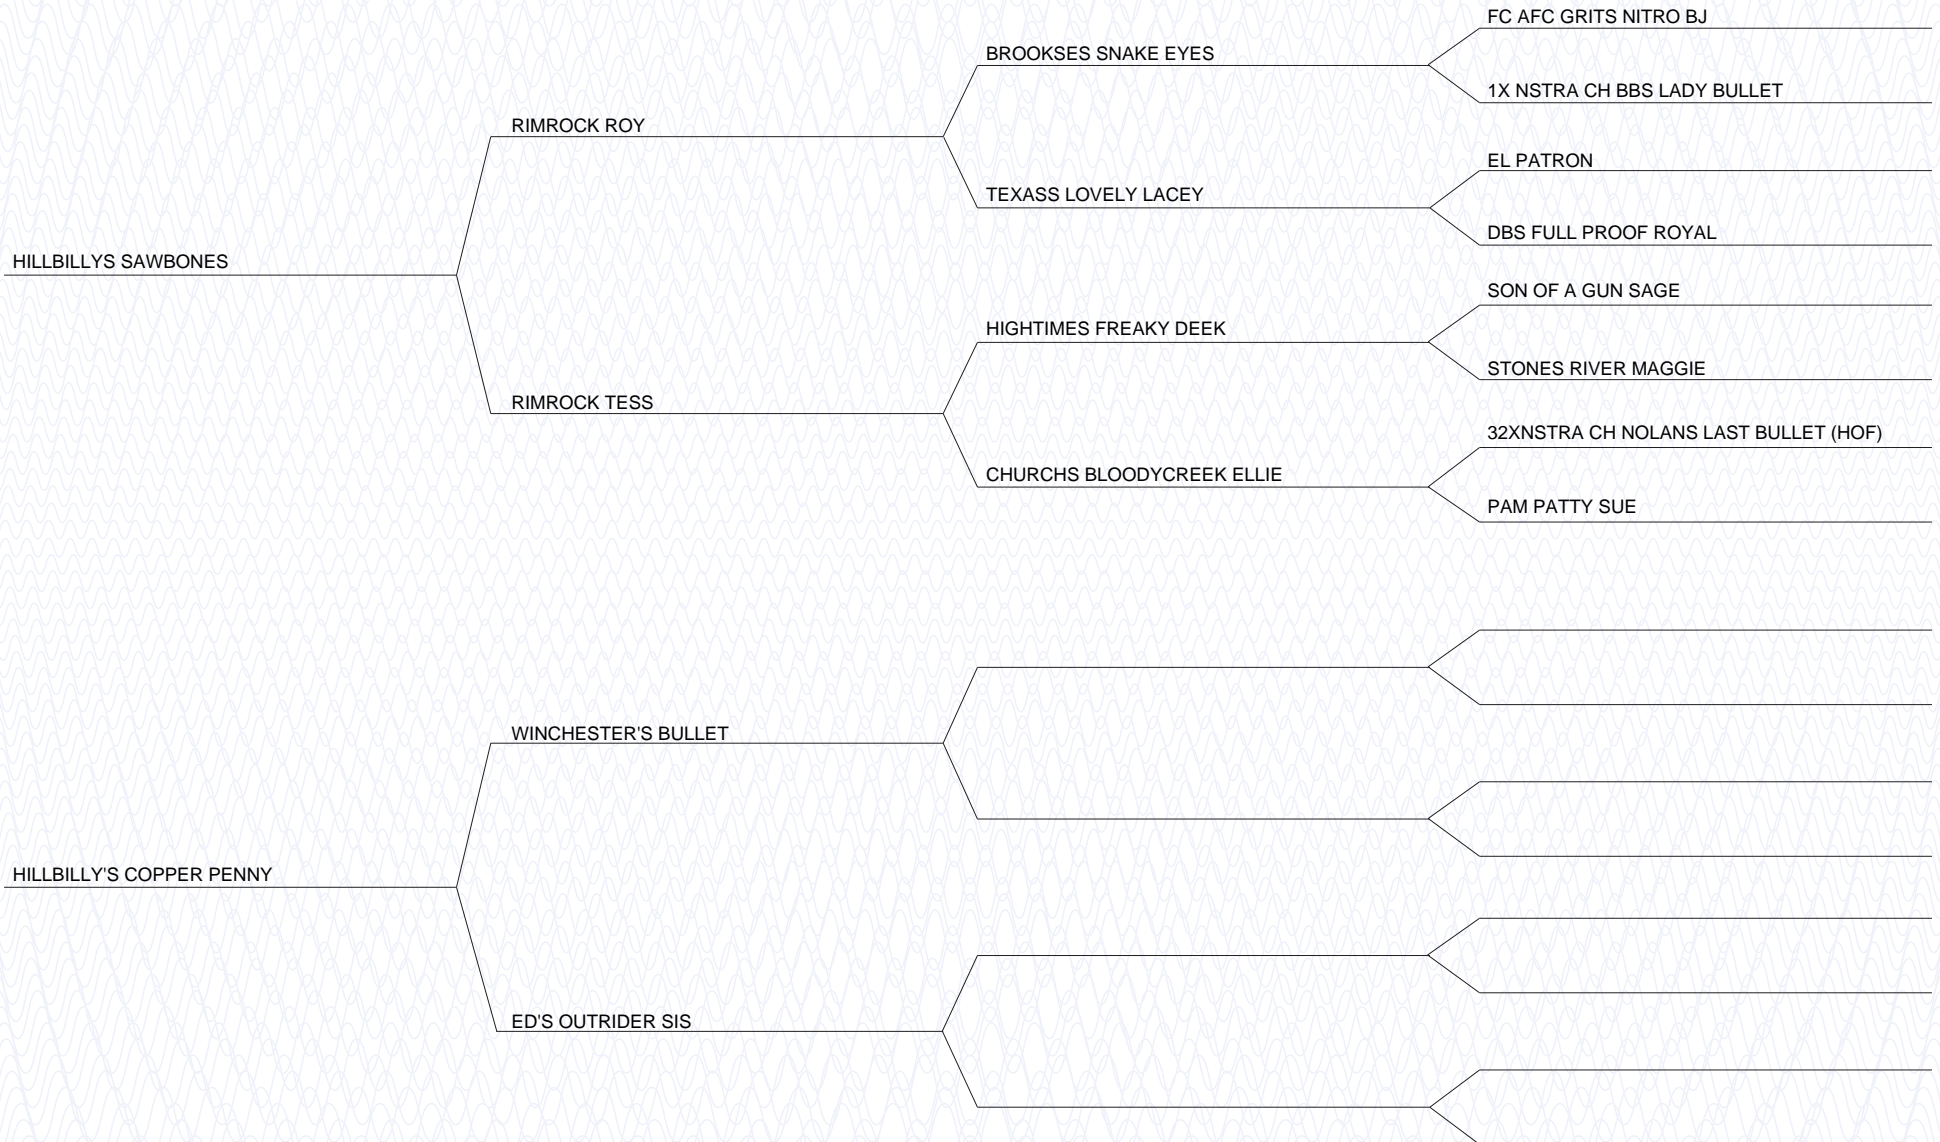 FC AFC GRITS NITRO BJ
BROOKSES SNAKE EYES
1X NSTRA CH BBS LADY BULLET
RIMROCK ROY
EL PATRON
TEXASS LOVELY LACEY
DBS FULL PROOF ROYAL
HILLBILLYS SAWBONES
SON OF A GUN SAGE
HIGHTIMES FREAKY DEEK
STONES RIVER MAGGIE
RIMROCK TESS
32XNSTRA CH NOLANS LAST BULLET (HOF)
CHURCHS BLOODYCREEK ELLIE
PAM PATTY SUE
WINCHESTER'S BULLET
HILLBILLY'S COPPER PENNY
ED'S OUTRIDER SIS